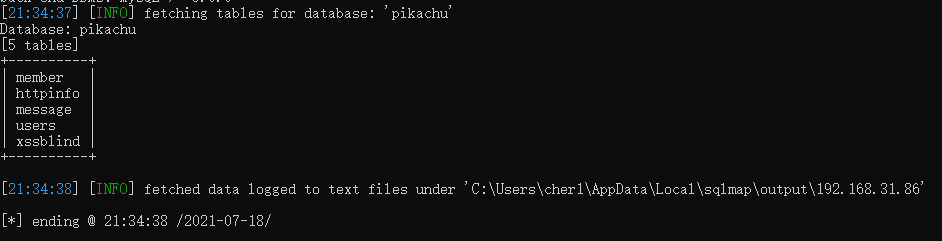 [21:34:37] [INFO] fetching tables for database: 'pikachu'
Database: pikachu
[5 tables]
+----------+
| member   |
| httpinfo |
| message  |
| users    |
| xssblind |
+----------+
[21:34:38] [INFO] fetched data logged to text files under 'C:\Users\cher1\AppData\Local\sqlmap\output\192.168.31.86'
[*] ending @ 21:34:38 /2021-07-18/